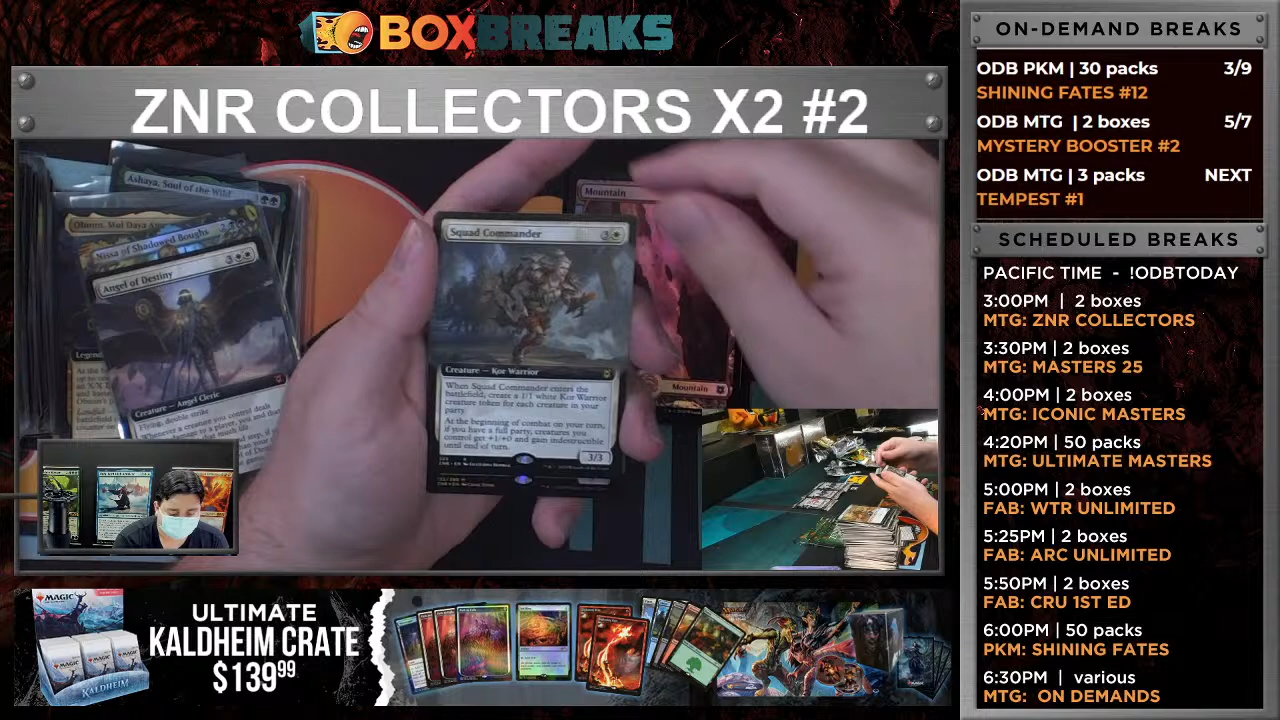 BOXBREAKS
ZNR COLLECTORS X2 #2
Ashaya, Soul of the Wild
Nissa of Shadowed Boughs
Angel of Destiny
Creature — Angel Cleric
Flying, double strike
Mountain
Mountain
Squad Commander
3
Creature — Kor Warrior
When Squad Commander enters the
battlefield, create a 1/1 white Kor Warrior
creature token for each creature in your
party.
At the beginning of combat on your turn,
if you have a full party, creatures you
control get +1/+0 and gain indestructible
until end of turn.
3/3
MAGIC
KALDHEIM
ULTIMATE
KALDHEIM CRATE
$139.99
ON-DEMAND BREAKS
ODB PKM | 30 packs 3/9
SHINING FATES #12
ODB MTG | 2 boxes 5/7
MYSTERY BOOSTER #2
ODB MTG | 3 packs NEXT
TEMPEST #1
SCHEDULED BREAKS
PACIFIC TIME - !ODBTODAY
3:00PM | 2 boxes
MTG: ZNR COLLECTORS
3:30PM | 2 boxes
MTG: MASTERS 25
4:00PM | 2 boxes
MTG: ICONIC MASTERS
4:20PM | 50 packs
MTG: ULTIMATE MASTERS
5:00PM | 2 boxes
FAB: WTR UNLIMITED
5:25PM | 2 boxes
FAB: ARC UNLIMITED
5:50PM | 2 boxes
FAB: CRU 1ST ED
6:00PM | 50 packs
PKM: SHINING FATES
6:30PM | various
MTG: ON DEMANDS